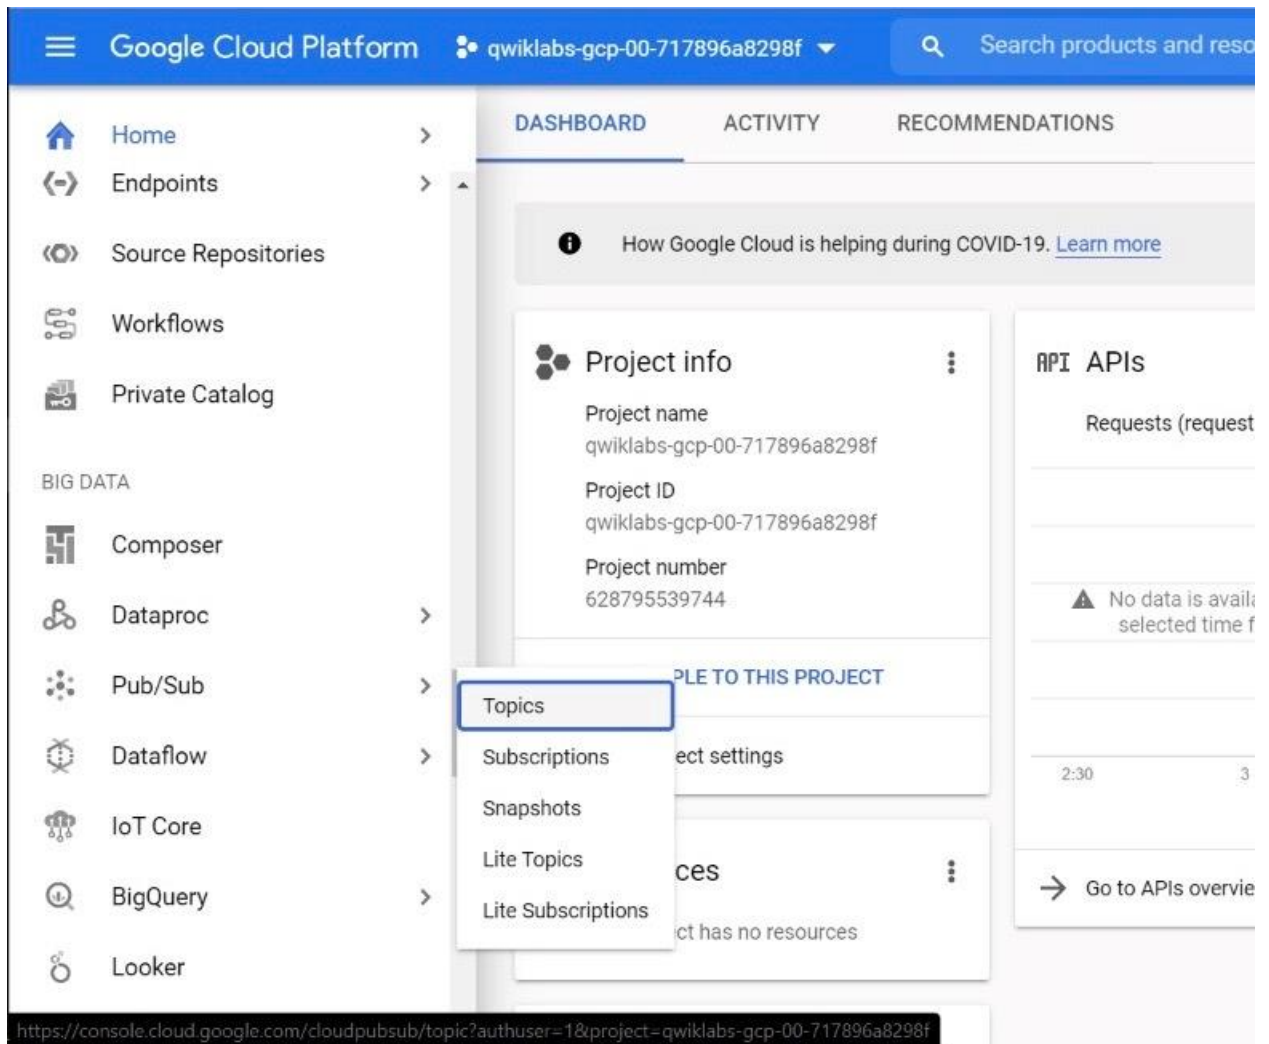 Google Cloud Platform
qwiklabs-gcp-00-717896a8298f
Search products and reso
Home
Endpoints
Source Repositories
Workflows
Private Catalog
BIG DATA
Composer
Dataproc
Pub/Sub
Dataflow
IoT Core
BigQuery
Looker
Topics
Subscriptions
Snapshots
Lite Topics
Lite Subscriptions
DASHBOARD
ACTIVITY
RECOMMENDATIONS
How Google Cloud is helping during COVID-19. Learn more
Project info
Project name
qwiklabs-gcp-00-717896a8298f
Project ID
qwiklabs-gcp-00-717896a8298f
Project number
628795539744
PLE TO THIS PROJECT
ect settings
ces
ct has no resources
API APIs
Requests (request
No data is availa
selected time f
2:30 3
Go to APIs overvie
https://console.cloud.google.com/cloudpubsub/topic?authuser=1&project=qwiklabs-gcp-00-717896a8298f